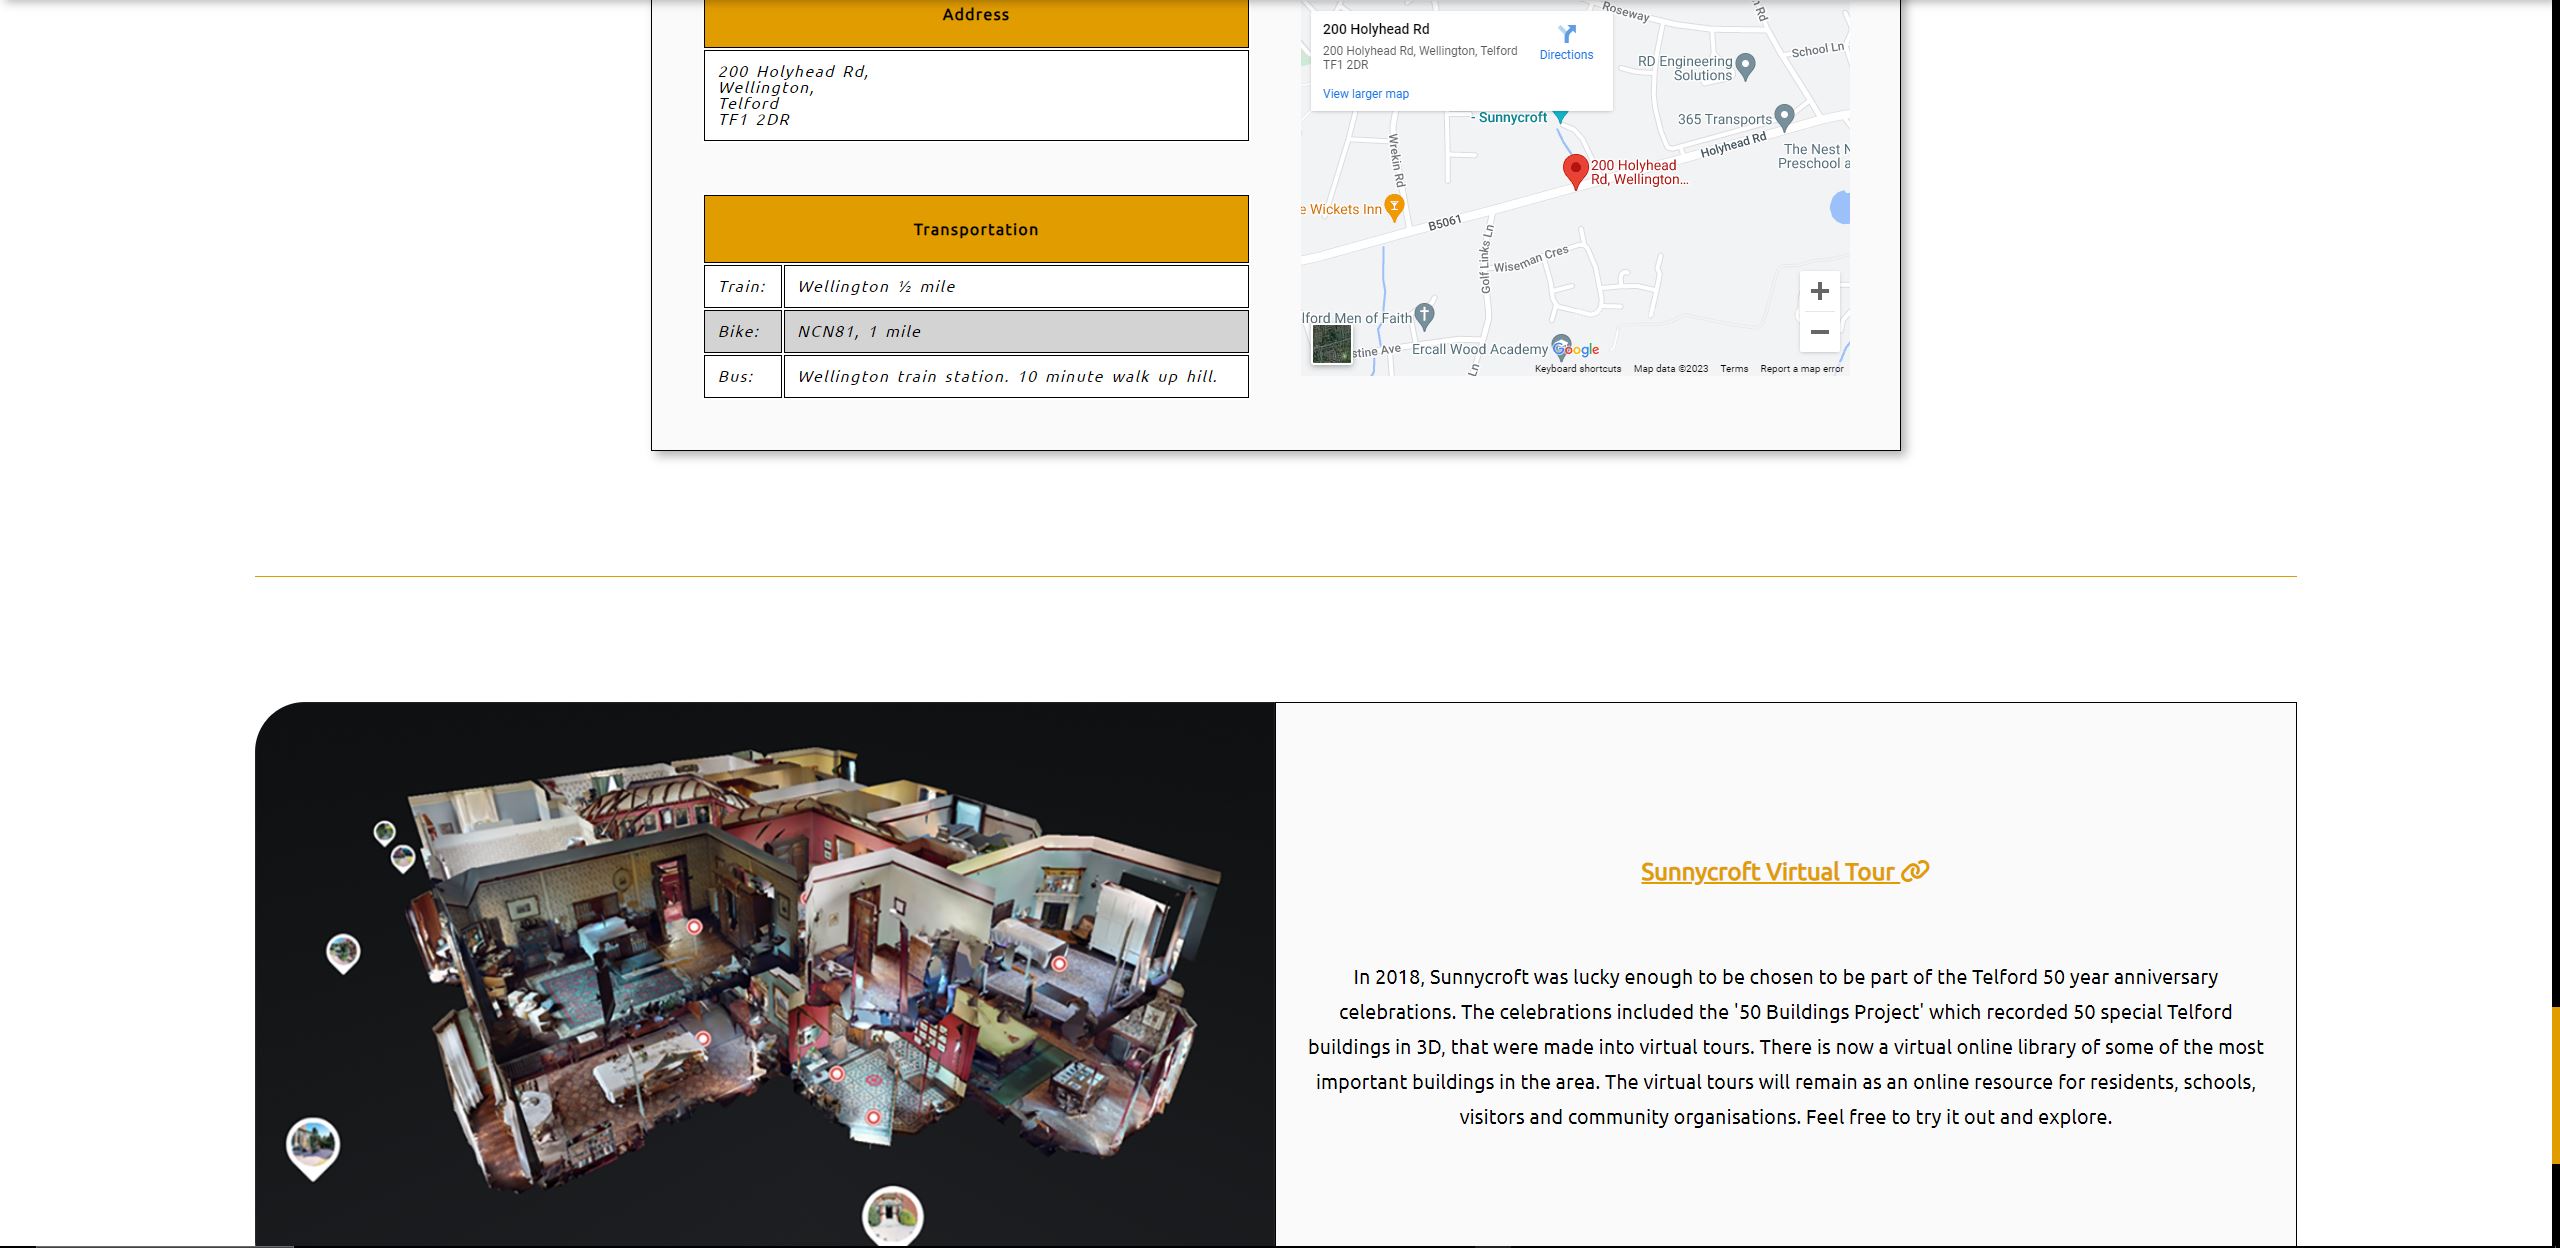 Address
200 Holyhead Rd,
Wellington,
Telford
TF1 2DR
Transportation
Train: Wellington ½ mile
Bike: NCN81, 1 mile
Bus: Wellington train station. 10 minute walk up hill.
200 Holyhead Rd
200 Holyhead Rd, Wellington, Telford
TF1 2DR
Directions
View larger map
Roseway
Rd
School Ln
RD Engineering
Solutions
- Sunnycroft
365 Transports
Holyhead Rd
The Nest N
Preschool a
Wrekin Rd
200 Holyhead
Rd, Wellington...
e Wickets Inn
B5061
Golf Links Ln
Wiseman Cres
lford Men of Faith
stine Ave
Ercall Wood Academy
Google
Ln
Keyboard shortcuts
Map data ©2023
Terms
Report a map error
Sunnycroft Virtual Tour
In 2018, Sunnycroft was lucky enough to be chosen to be part of the Telford 50 year anniversary
celebrations. The celebrations included the '50 Buildings Project' which recorded 50 special Telford
buildings in 3D, that were made into virtual tours. There is now a virtual online library of some of the most
important buildings in the area. The virtual tours will remain as an online resource for residents, schools,
visitors and community organisations. Feel free to try it out and explore.